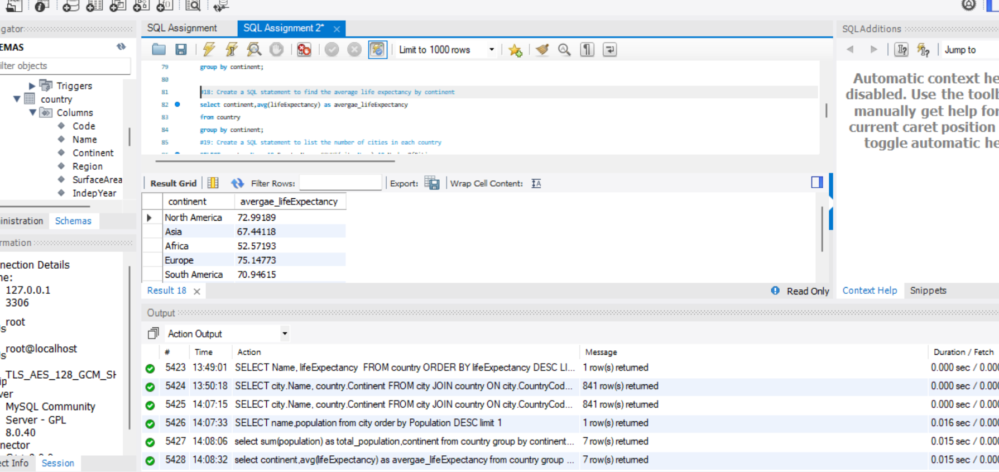 gator
SQL Assignment
SQL Assignment 2*
SQLAdditions
EMAS
Limit to 1000 rows
Jump to
ilter objects
Triggers
country
Columns
Code
Name
Continent
Region
SurfaceArea
IndepYear
79 group by continent;
80
81 #18: Create a SQL statement to find the average life expectancy by continent
82 select continent,avg(lifeExpectancy) as avergae_lifeExpectancy
83 from country
84 group by continent;
85 #19: Create a SQL statement to list the number of cities in each country
Automatic context he
disabled. Use the toolb
manually get help for
current caret position
toggle automatic he
Result Grid
Filter Rows:
Export:
Wrap Cell Content:
continent avergae_lifeExpectancy
North America 72.99189
Asia 67.44118
Africa 52.57193
Europe 75.14773
South America 70.94615
inistration Schemas
Result 18
Read Only
Context Help Snippets
rmation
nection Details
ne:
127.0.0.1
3306
root
root@localhost
TLS_AES_128_GCM_SH
ver
MySQL Community
Server - GPL
8.0.40
nector
ect Info Session
Output
Action Output
# Time Action Message Duration / Fetch
5423 13:49:01 SELECT Name, lifeExpectancy FROM country ORDER BY lifeExpectancy DESC LI... 1 row(s) returned 0.000 sec / 0.000
5424 13:50:18 SELECT city.Name, country.Continent FROM city JOIN country ON city.CountryCod... 841 row(s) returned 0.000 sec / 0.000
5425 14:07:15 SELECT city.Name, country.Continent FROM city JOIN country ON city.CountryCod... 841 row(s) returned 0.000 sec / 0.000
5426 14:07:33 SELECT name,population from city order by Population DESC limit 1 1 row(s) returned 0.016 sec / 0.000
5427 14:08:06 select sum(population) as total_population,continent from country group by continent... 7 row(s) returned 0.015 sec / 0.000
5428 14:08:32 select continent,avg(lifeExpectancy) as avergae_lifeExpectancy from country group ... 7 row(s) returned 0.015 sec / 0.000